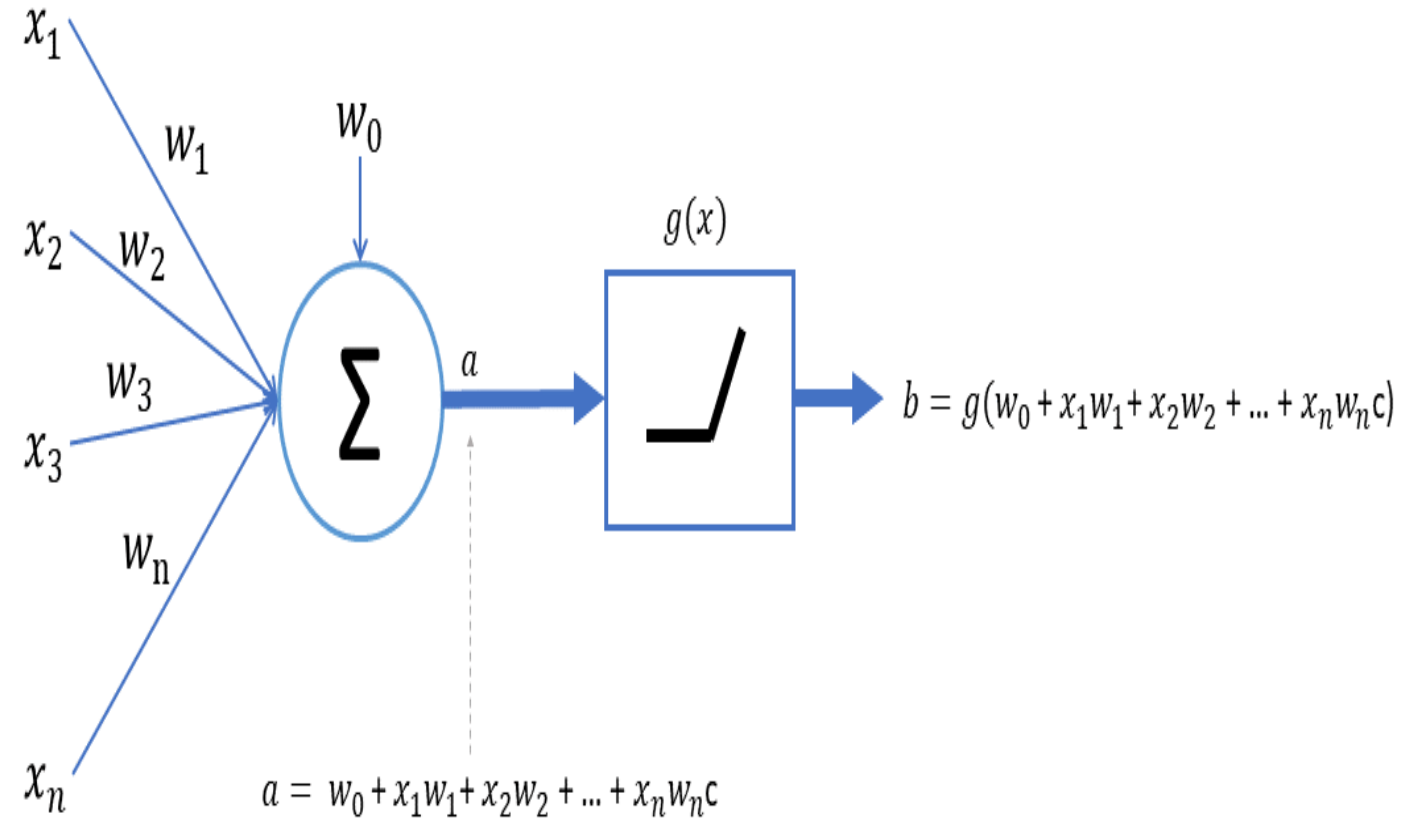 x₁
w₁
w₀
x₂
w₂
g(x)
w₃
Σ
a
b = g(w₀ + x₁w₁+ x₂w₂ + ... + xₙwₙc)
x₃
wₙ
xₙ
a = w₀ + x₁w₁+ x₂w₂ + ... + xₙwₙc